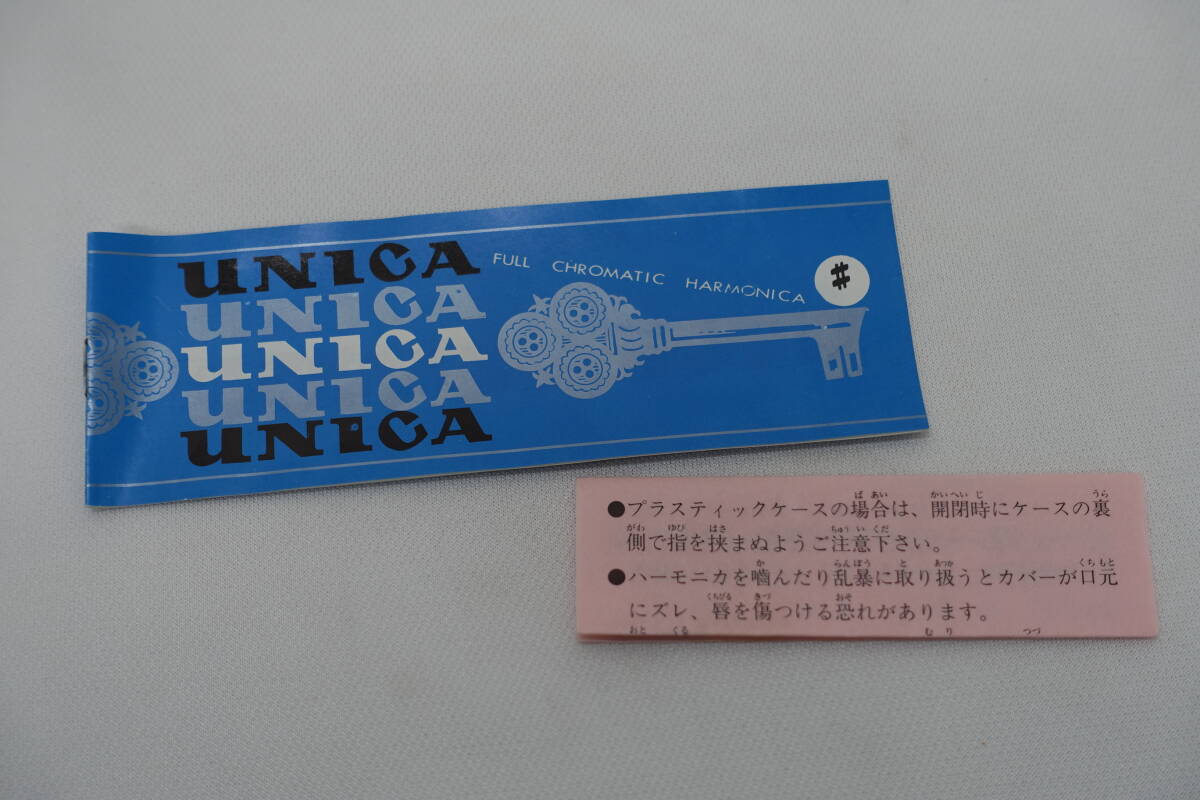 UNICA
UNICA
UNICA
UNICA
UNICA
FULL CHROMATIC HARMONICA
#
●プラスティックケースの場合は、開閉時にケースの裏
側で指を挟まぬようご注意下さい。
●ハーモニカを嚙んだり乱暴に取り扱うとカバーが口元
にズレ、唇を傷つける恐れがあります。